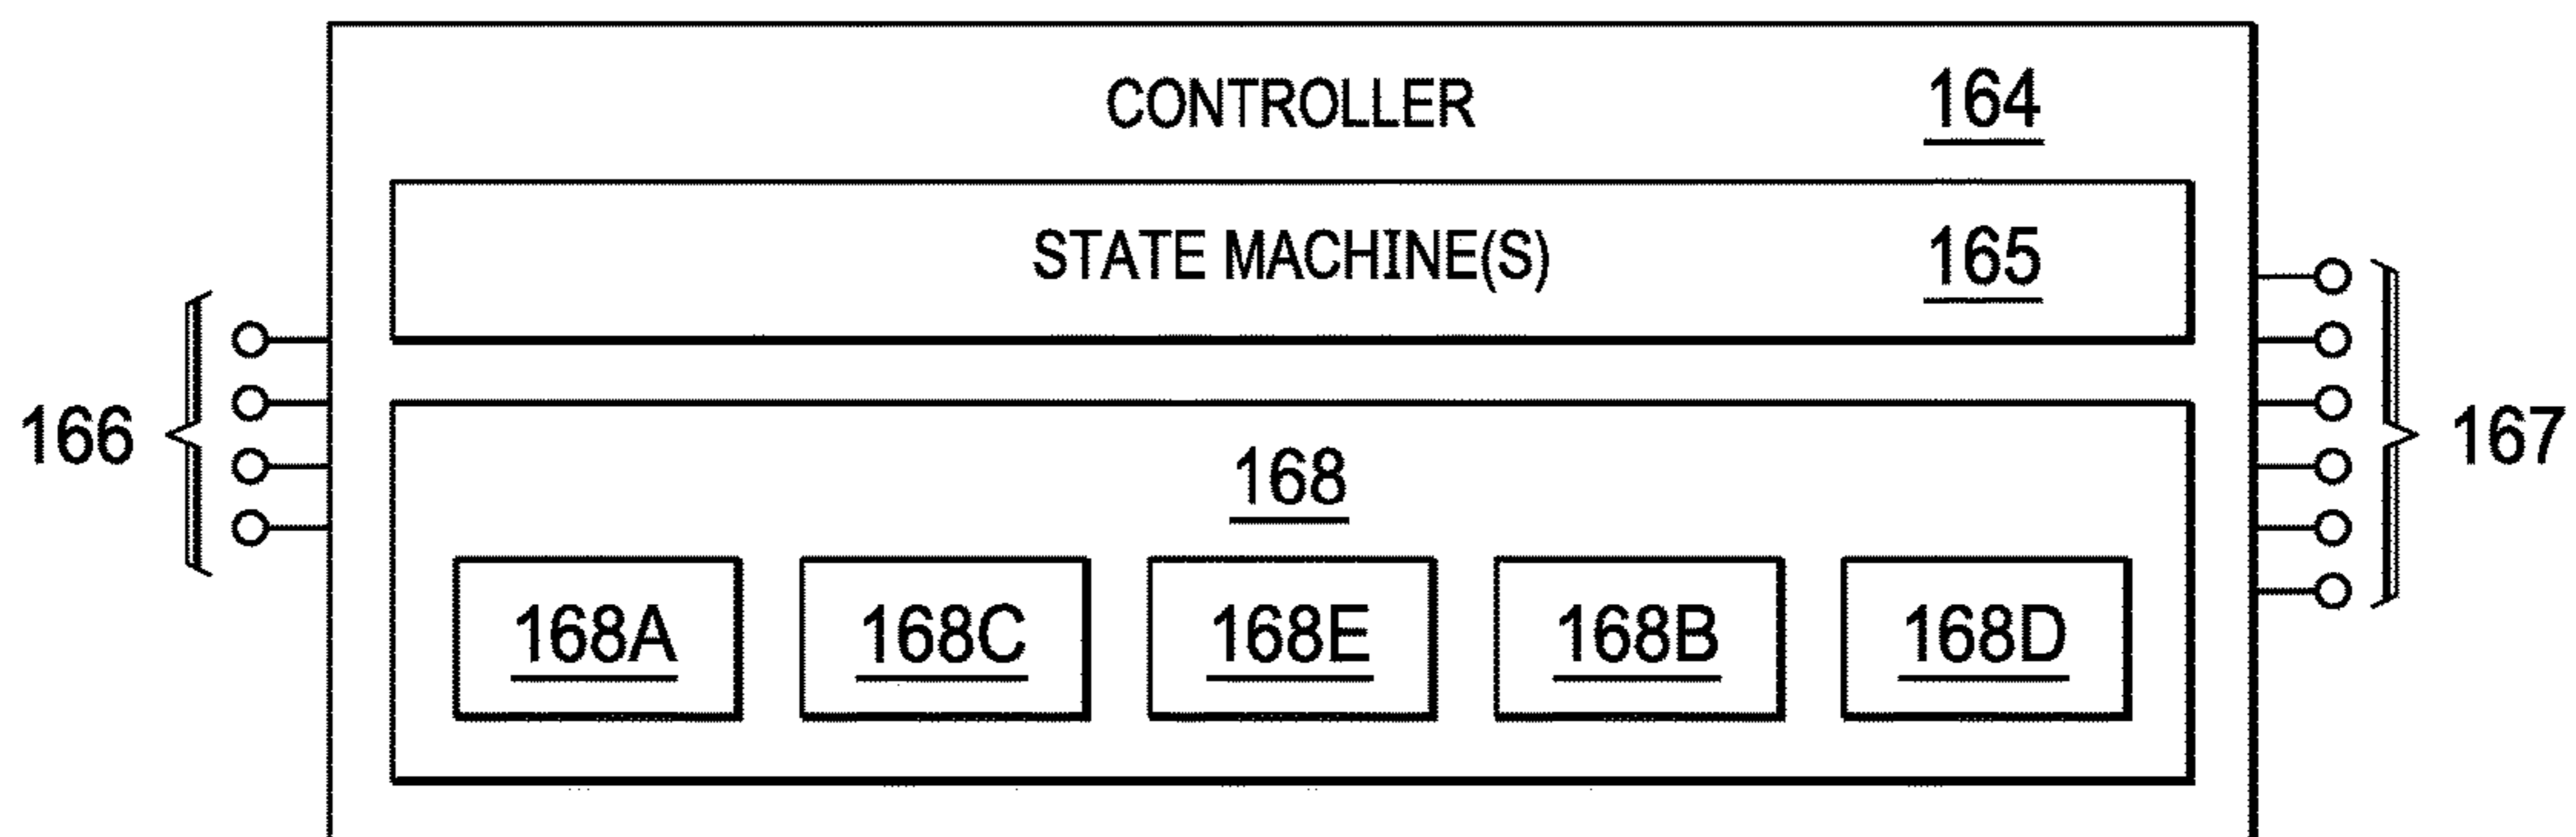 CONTROLLER 164
STATE MACHINE(S) 165
166
167
168
168A 168C 168E 168B 168D